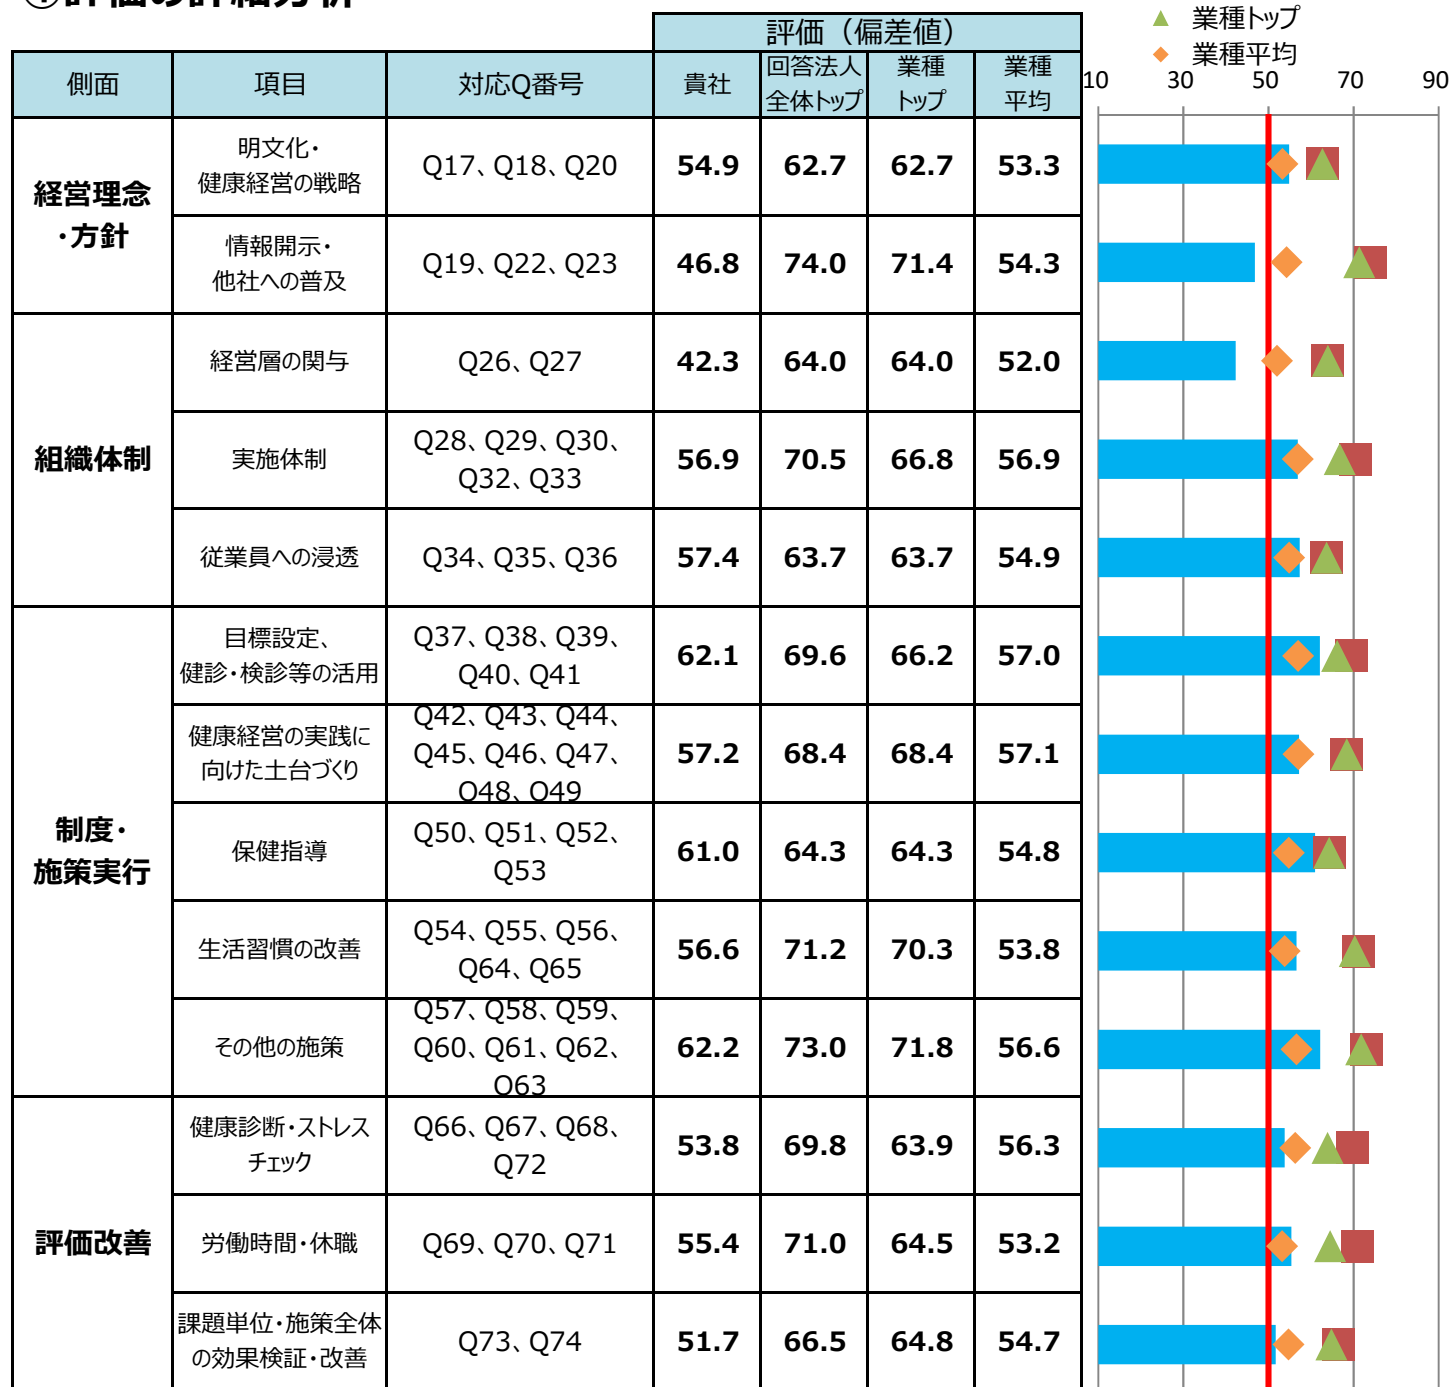 ①評価の詳細分析
業種トップ
業種平均
評価（偏差値）
側面 項目 対応Q番号 貴社 回答法人 業種 業種
全体トップ トップ 平均
10 30 50 70 90
経営理念
・方針
明文化・
健康経営の戦略
Q17、Q18、Q20 54.9 62.7 62.7 53.3
情報開示・
他社への普及
Q19、Q22、Q23 46.8 74.0 71.4 54.3
組織体制
経営層の関与 Q26、Q27 42.3 64.0 64.0 52.0
実施体制
Q28、Q29、Q30、
Q32、Q33
56.9 70.5 66.8 56.9
従業員への浸透 Q34、Q35、Q36 57.4 63.7 63.7 54.9
制度・
施策実行
目標設定、
健診・検診等の活用
Q37、Q38、Q39、
Q40、Q41
62.1 69.6 66.2 57.0
健康経営の実践に
向けた土台づくり
Q42、Q43、Q44、
Q45、Q46、Q47、
Q48、Q49
57.2 68.4 68.4 57.1
保健指導
Q50、Q51、Q52、
Q53
61.0 64.3 64.3 54.8
生活習慣の改善
Q54、Q55、Q56、
Q64、Q65
56.6 71.2 70.3 53.8
その他の施策
Q57、Q58、Q59、
Q60、Q61、Q62、
Q63
62.2 73.0 71.8 56.6
評価改善
健康診断・ストレス
チェック
Q66、Q67、Q68、
Q72
53.8 69.8 63.9 56.3
労働時間・休職 Q69、Q70、Q71 55.4 71.0 64.5 53.2
課題単位・施策全体
の効果検証・改善
Q73、Q74 51.7 66.5 64.8 54.7